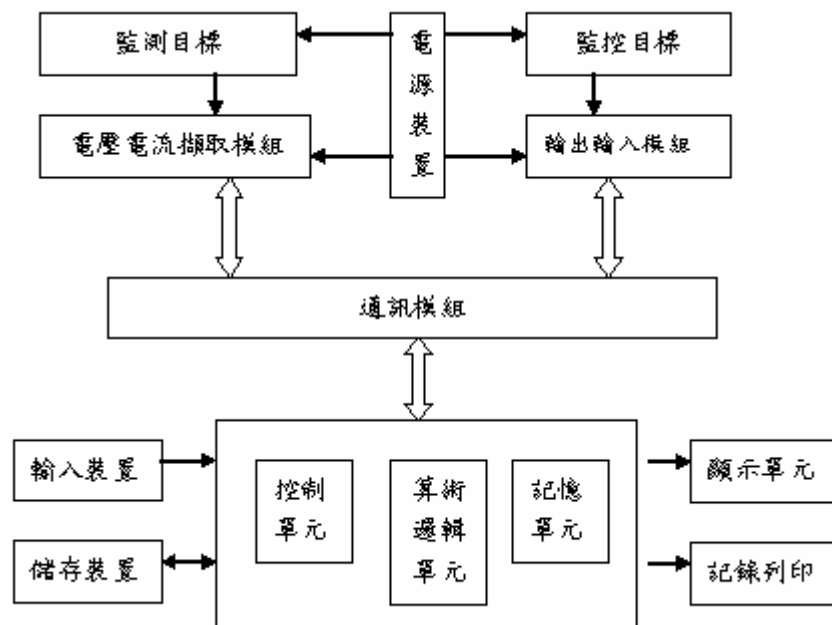 監測目標
電源裝置
監控目標
電壓電流擷取模組
輸出輸入模組
通訊模組
輸入裝置
控制
單元
算術
邏輯
單元
記憶
單元
顯示單元
儲存裝置
記錄列印